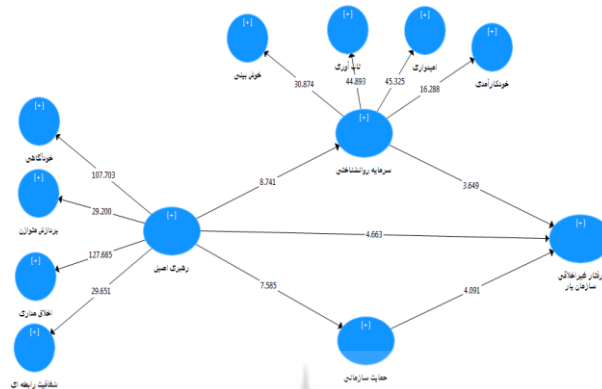 [+]
خوش بینی
[+]
تاب آوری
[+]
امیدواری
[+]
خودکارآمدی
30.874
44.893
45.325
16.288
[+]
خودآگاهی
[+]
سرمایه روانشناختی
107.703
[+]
پردازش متوازن
29.200
8.741
3.649
[+]
رهبری اصیل
4.663
[+]
رفتار غیراخلاقی
سازمان یار
127.685
[+]
اخلاق مداری
29.651
7.585
4.091
[+]
شفافیت رابطه ای
[+]
حمایت سازمانی